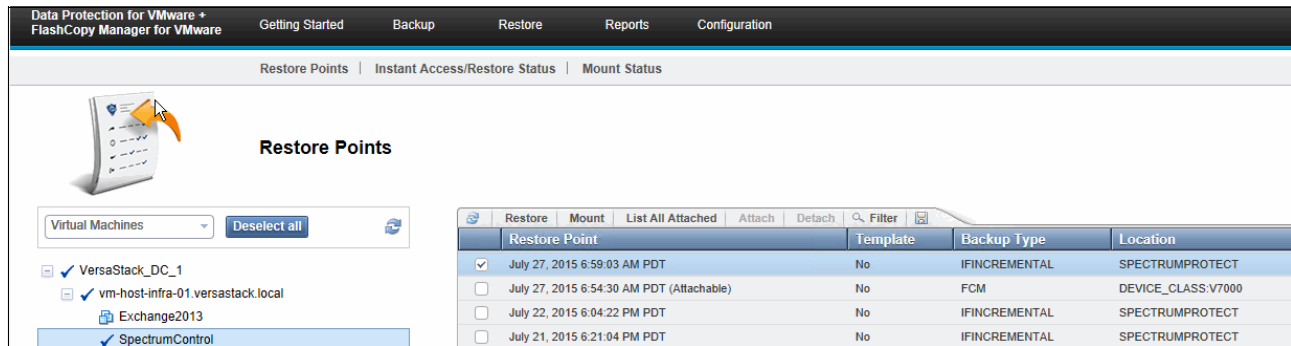 Data Protection for VMware +
FlashCopy Manager for VMware
Getting Started Backup Restore Reports Configuration
Restore Points | Instant Access/Restore Status | Mount Status
Restore Points
Virtual Machines Deselect all
VersaStack_DC_1
vm-host-infra-01.versastack.local
Exchange2013
SpectrumControl
Restore Mount List All Attached Attach Detach Filter
Restore Point Template Backup Type Location
July 27, 2015 6:59:03 AM PDT No IFINCREMENTAL SPECTRUMPROTECT
July 27, 2015 6:54:30 AM PDT (Attachable) No FCM DEVICE_CLASS:V7000
July 22, 2015 6:04:22 PM PDT No IFINCREMENTAL SPECTRUMPROTECT
July 21, 2015 6:21:04 PM PDT No IFINCREMENTAL SPECTRUMPROTECT